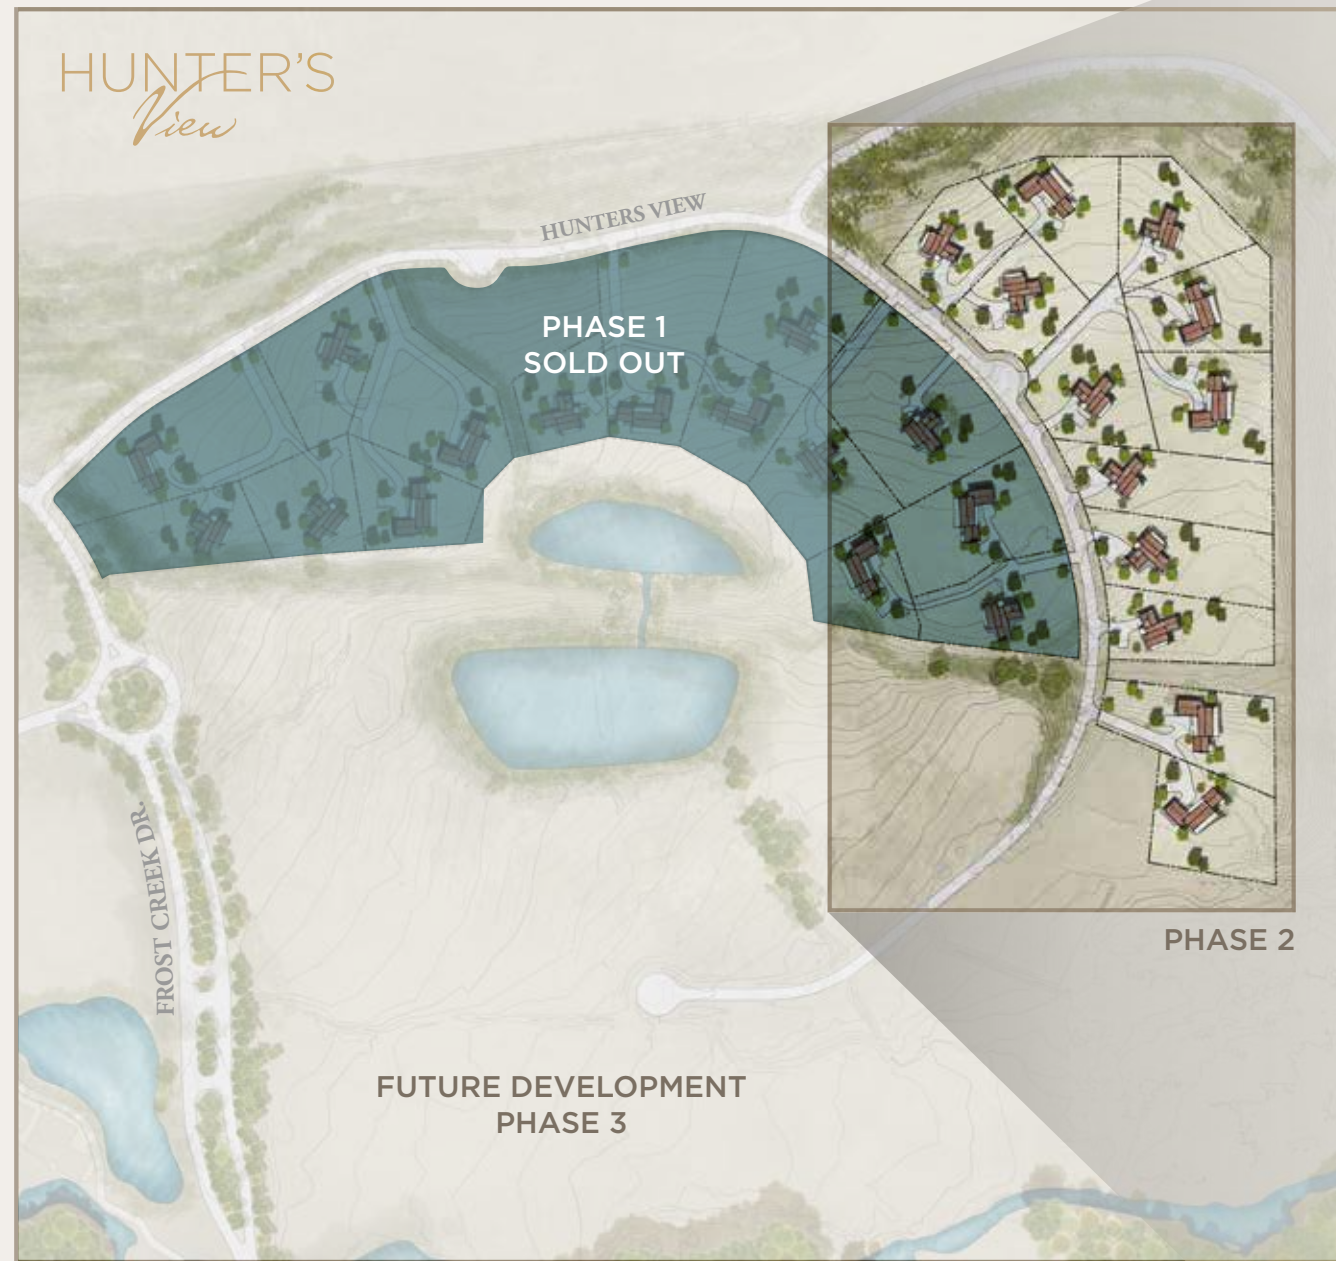 HUNTER'S
View
HUNTERS VIEW
PHASE 1
SOLD OUT
FROST CREEK DR.
PHASE 2
FUTURE DEVELOPMENT
PHASE 3